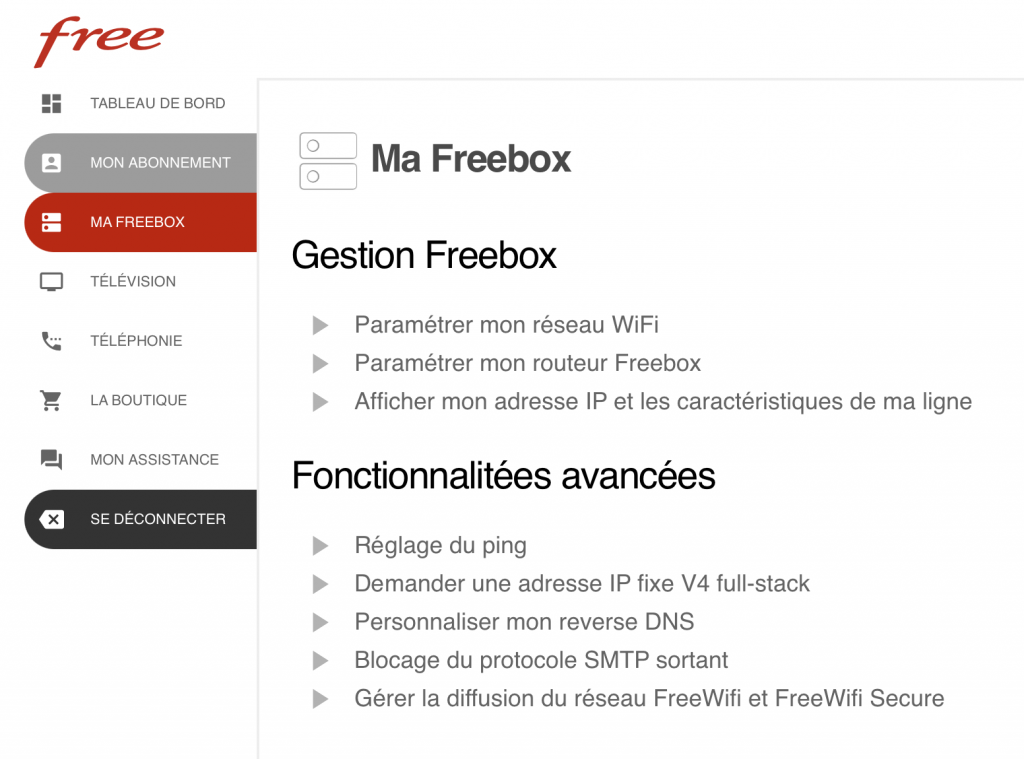 free
TABLEAU DE BORD
MON ABONNEMENT
MA FREEBOX
TÉLÉVISION
TÉLÉPHONIE
LA BOUTIQUE
MON ASSISTANCE
SE DÉCONNECTER
Ma Freebox
Gestion Freebox
Paramétrer mon réseau WiFi
Paramétrer mon routeur Freebox
Afficher mon adresse IP et les caractéristiques de ma ligne
Fonctionnalitées avancées
Réglage du ping
Demander une adresse IP fixe V4 full-stack
Personnaliser mon reverse DNS
Blocage du protocole SMTP sortant
Gérer la diffusion du réseau FreeWifi et FreeWifi Secure